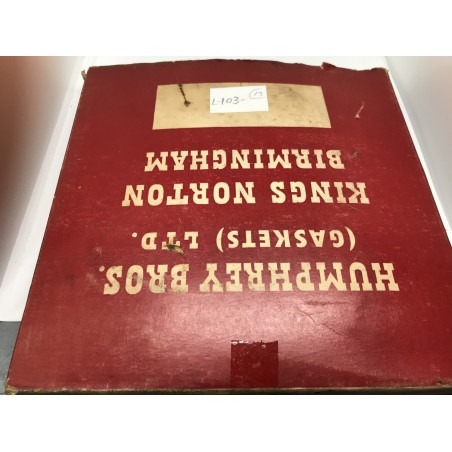 HUMPHREY BROS.
(GASKETS) LTD.
KINGS NORTON
BIRMINGHAM
L-103-